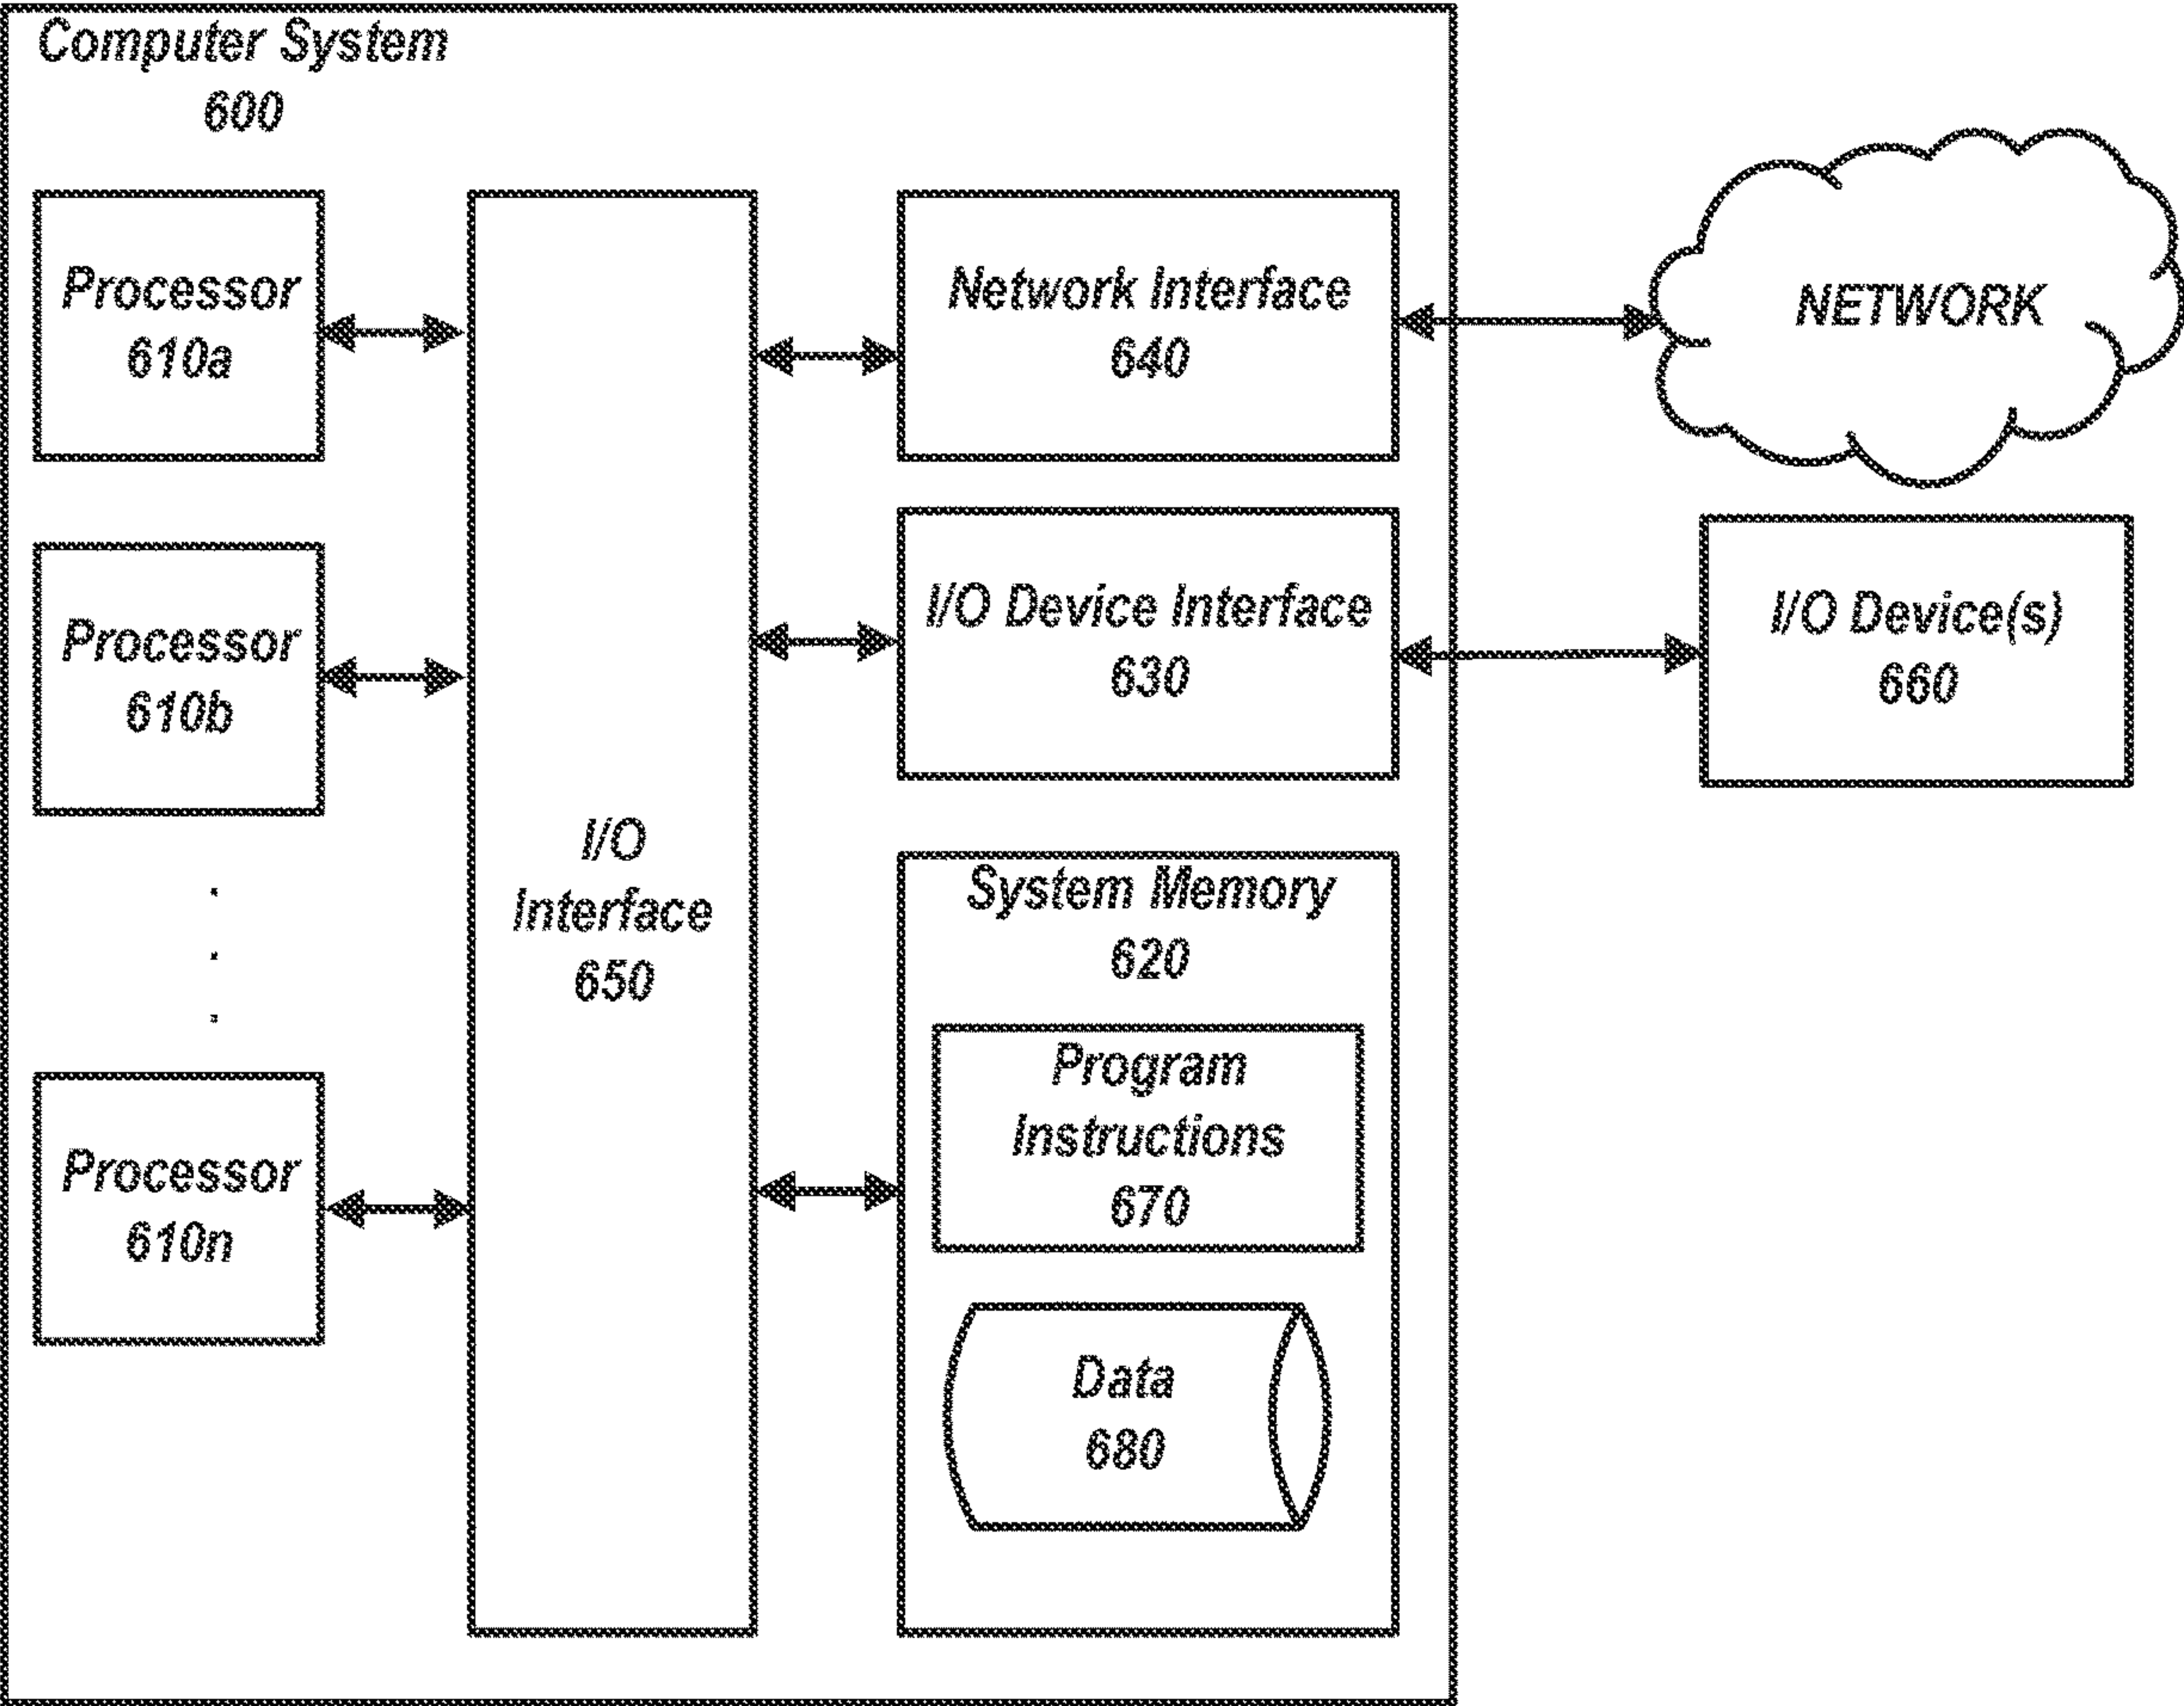 Computer System
600
Processor
610a
Processor
610b
Processor
610n
I/O
Interface
650
Network Interface
640
I/O Device Interface
630
System Memory
620
Program
Instructions
670
Data
680
NETWORK
I/O Device(s)
660